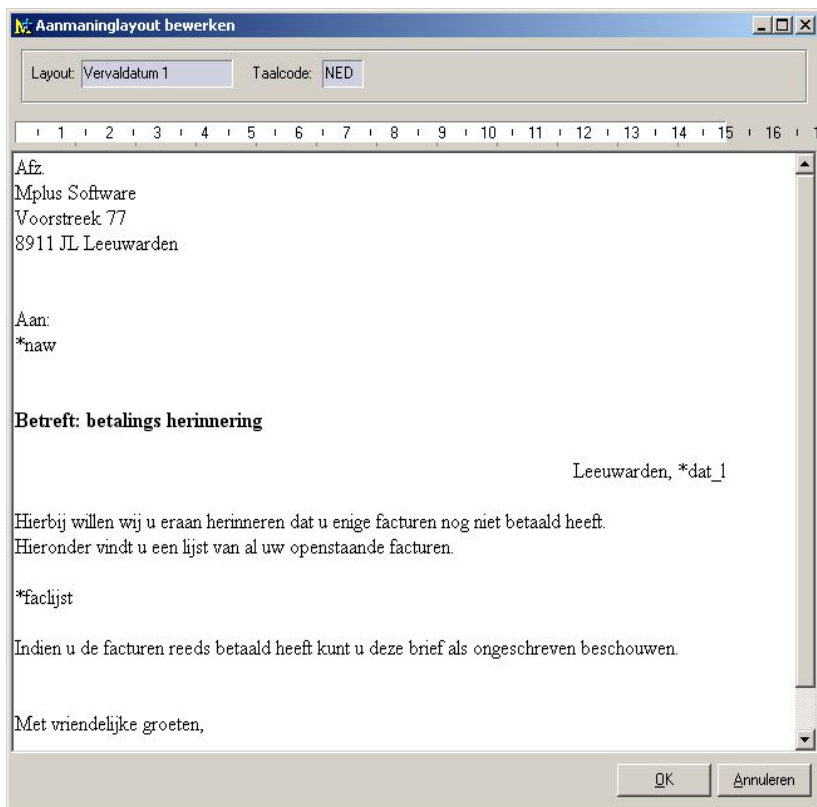 Aanmaninglayout bewerken
Layout: Vervaldatum 1 Taalcode: NED
1 2 3 4 5 6 7 8 9 10 11 12 13 14 15 16 1
Afz.
Mplus Software
Voorstreek 77
8911 JL Leeuwarden
Aan:
*naw
Betreft: betalings herinnering
Leeuwarden, *dat_l
Hierbij willen wij u eraan herinneren dat u enige facturen nog niet betaald heeft.
Hieronder vindt u een lijst van al uw openstaande facturen.
*faclijst
Indien u de facturen reeds betaald heeft kunt u deze brief als ongeschreven beschouwen.
Met vriendelijke groeten,
OK Annuleren